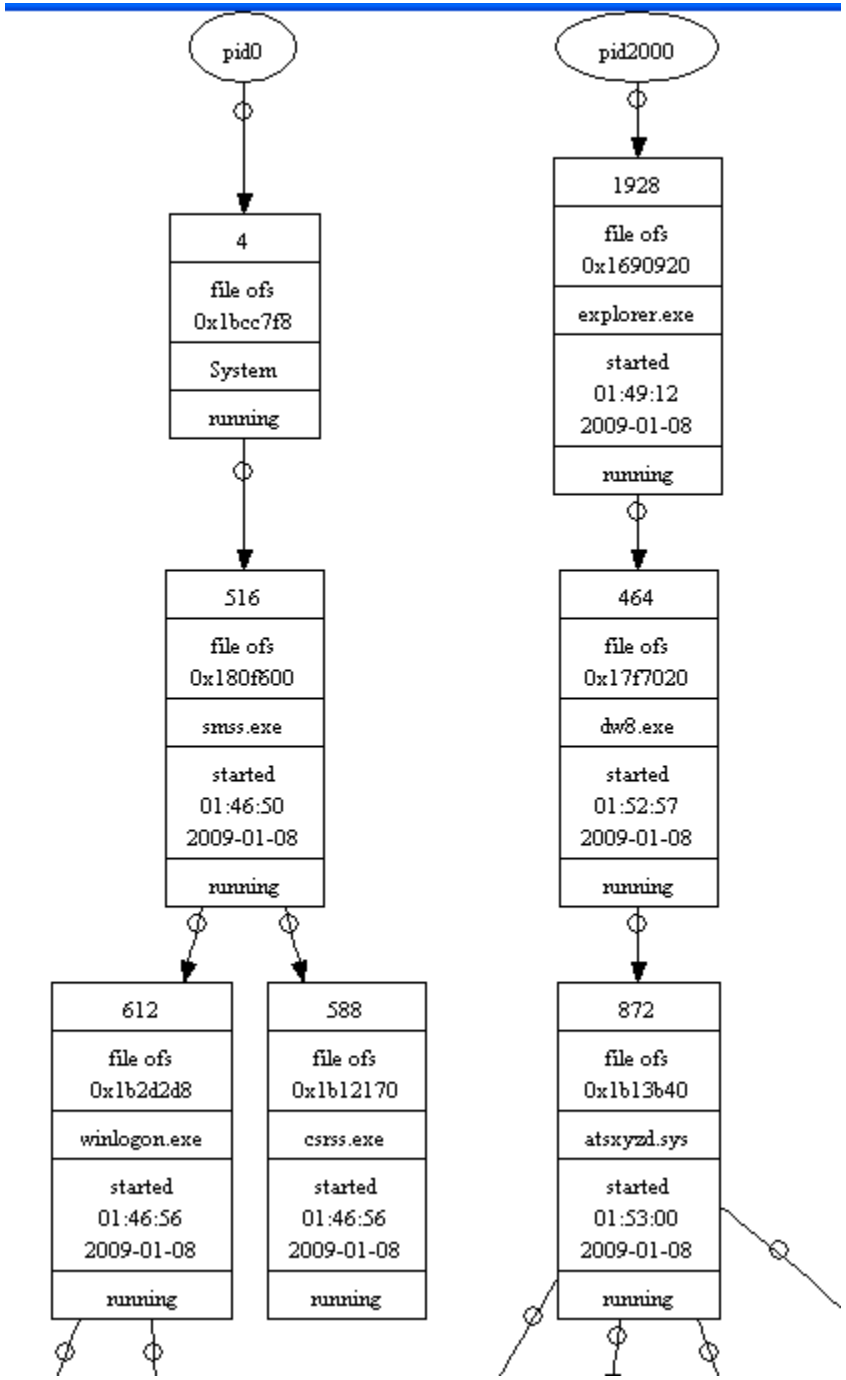 pid0
4
file ofs
0x1bcc7f8
System
running
516
file ofs
0x180f600
smss.exe
started
01:46:50
2009-01-08
running
612
file ofs
0x1b2d2d8
winlogon.exe
started
01:46:56
2009-01-08
running
588
file ofs
0x1b12170
csrss.exe
started
01:46:56
2009-01-08
running
pid2000
1928
file ofs
0x1690920
explorer.exe
started
01:49:12
2009-01-08
running
464
file ofs
0x17f7020
dw8.exe
started
01:52:57
2009-01-08
running
872
file ofs
0x1b13b40
atsxyzd.sys
started
01:53:00
2009-01-08
running